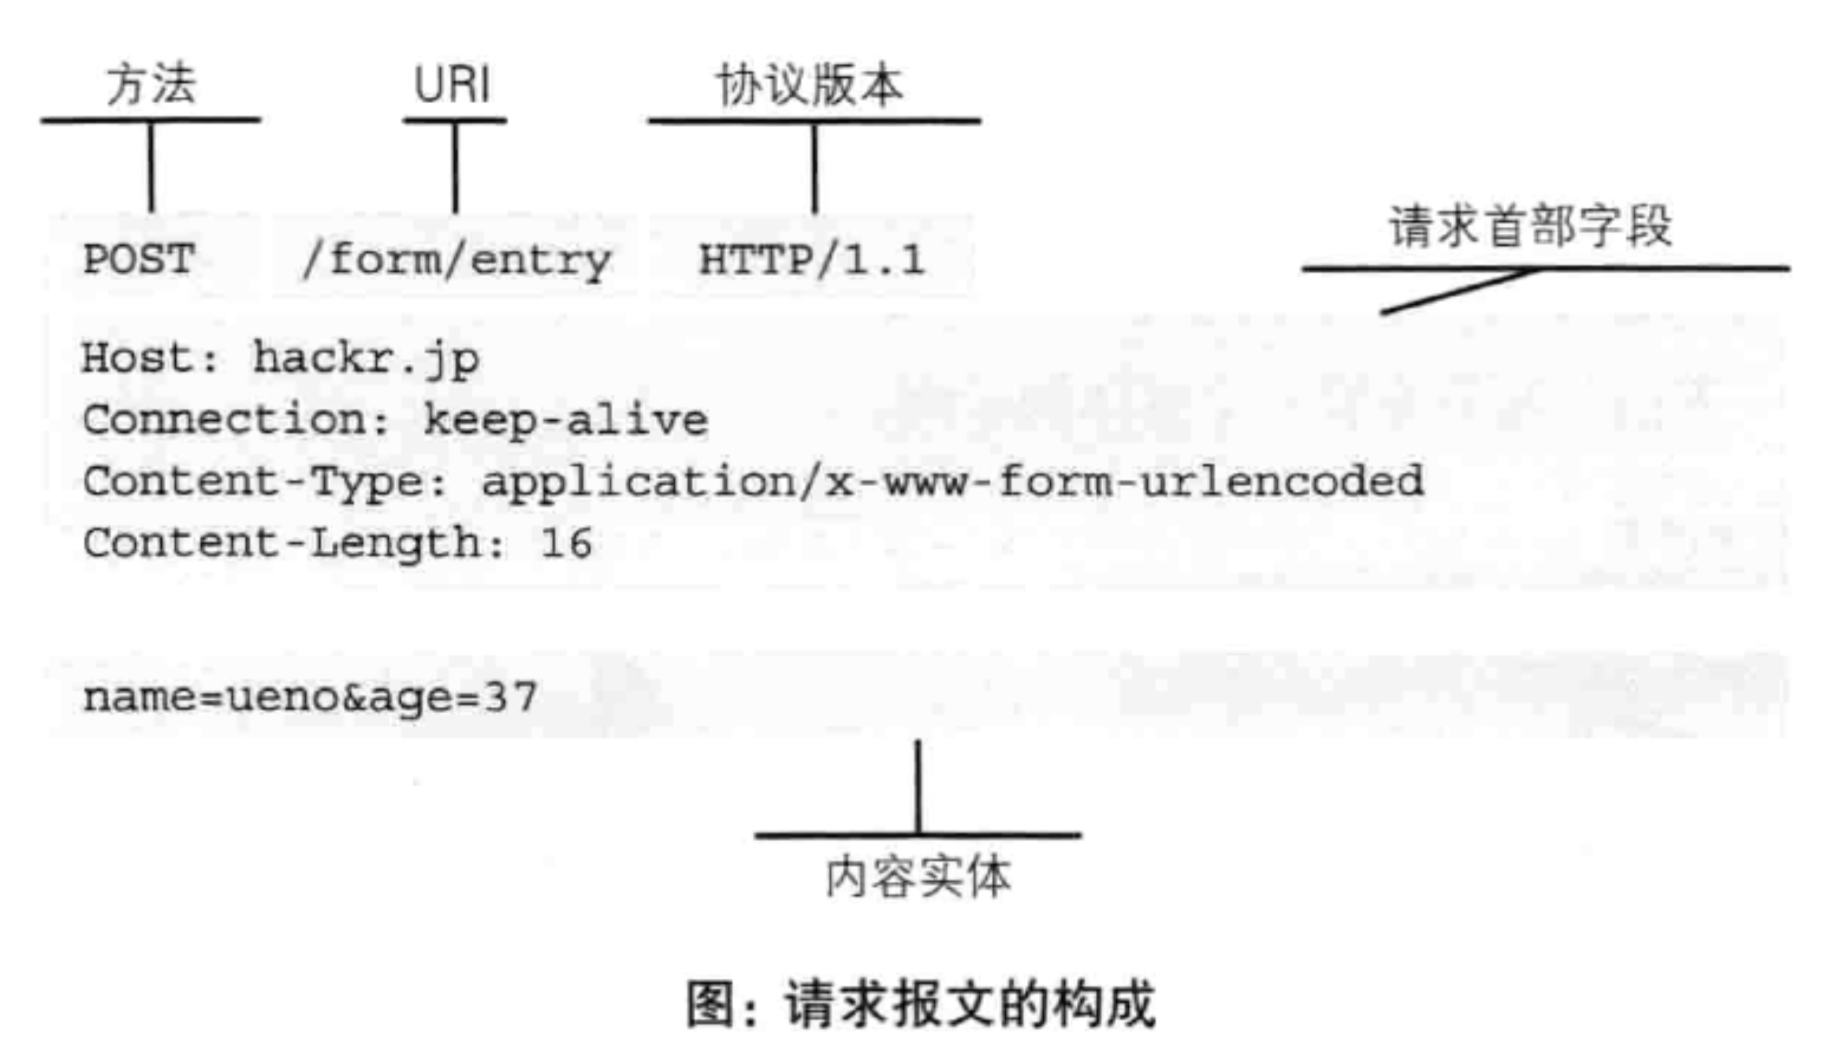 方法 URI 协议版本
请求首部字段
POST /form/entry HTTP/1.1
Host: hackr.jp
Connection: keep-alive
Content-Type: application/x-www-form-urlencoded
Content-Length: 16
name=ueno&age=37
内容实体
图：请求报文的构成